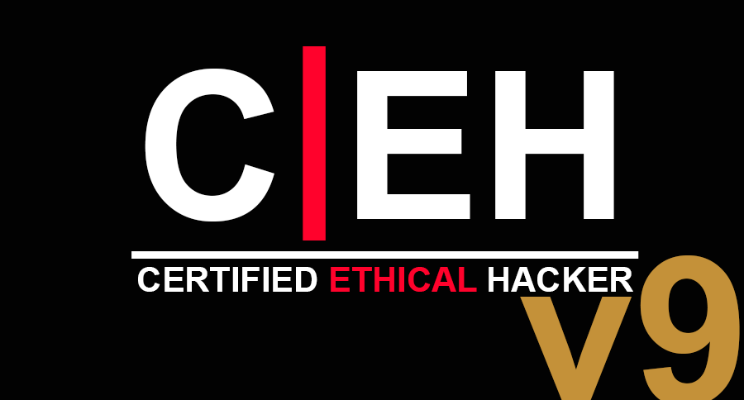 C|EH
CERTIFIED ETHICAL HACKER
v9